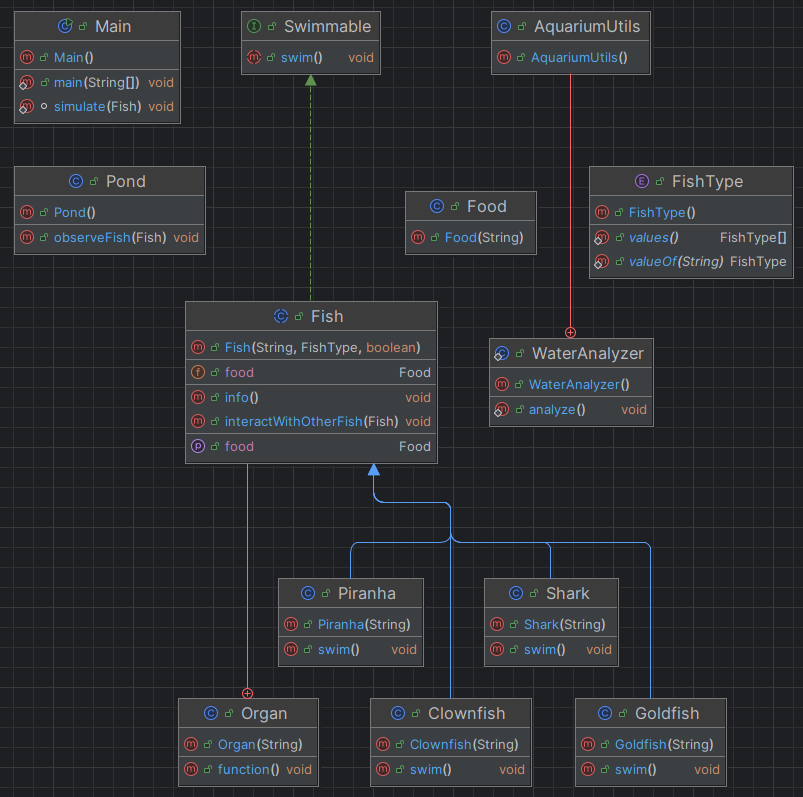 Main
Main()
main(String[]) void
simulate(Fish) void
Swimmable
swim() void
AquariumUtils
AquariumUtils()
Pond
Pond()
observeFish(Fish) void
Food
Food(String)
FishType
FishType()
values() FishType[]
valueOf(String) FishType
Fish
Fish(String, FishType, boolean)
food Food
info() void
interactWithOtherFish(Fish) void
food Food
WaterAnalyzer
WaterAnalyzer()
analyze() void
Piranha
Piranha(String)
swim() void
Shark
Shark(String)
swim() void
Organ
Organ(String)
function() void
Clownfish
Clownfish(String)
swim() void
Goldfish
Goldfish(String)
swim() void